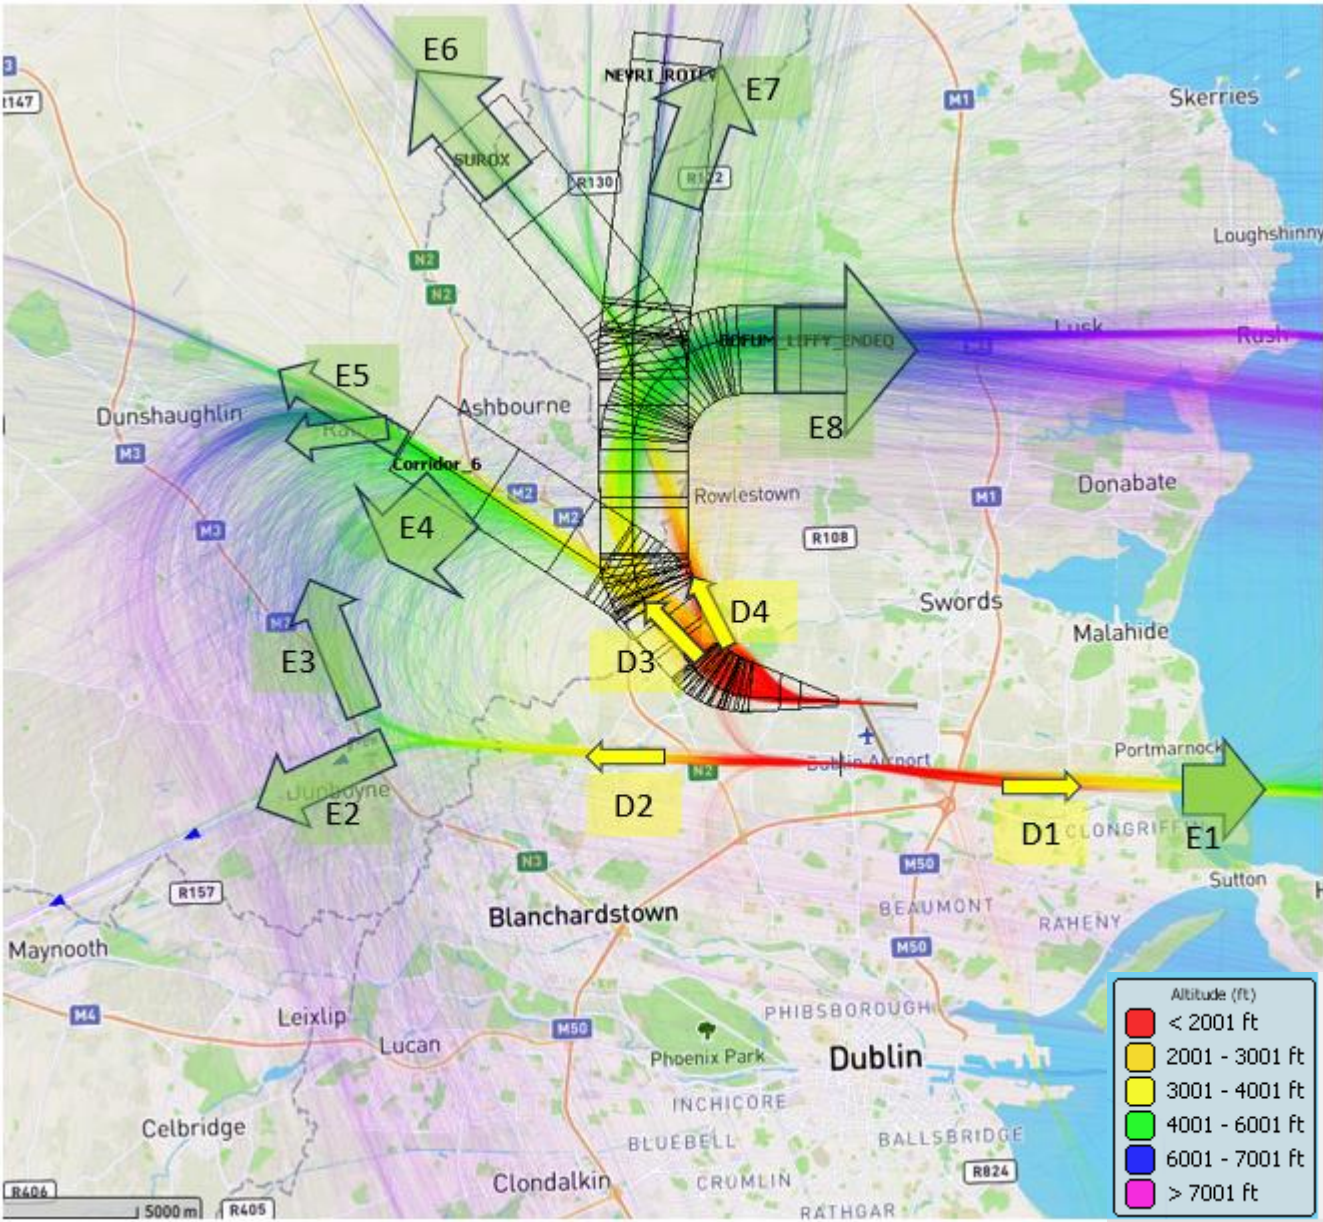 E6
NEVRI_ROTEV
E7
M1
Skerries
3
R147
SUROX
R130
R122
Loughshinny
N2
N2
BOFUM_LIFFY_ENDEQ
Lusk
Rush
E5
Dunshaughlin
Ashbourne
E8
M3
Corridor_6
M2
Rowlestown
M1
Donabate
M2
E4
M3
R108
D4
Swords
Malahide
E3
D3
Portmarnock
Dublin Airport
N2
Dunboyne
E2
D2
D1
CLONGRIFFIN
E1
N3
M50
Sutton
R157
Blanchardstown
BEAUMONT
RAHENY
Maynooth
M50
M4
Leixlip
M50
Lucan
PHIBSBOROUGH
Phoenix Park
Dublin
INCHICORE
Celbridge
BLUEBELL
BALLSBRIDGE
CRUMLIN
R824
Clondalkin
RATHGAR
R406
5000 m
R405
Altitude (ft)
< 2001 ft
2001 - 3001 ft
3001 - 4001 ft
4001 - 6001 ft
6001 - 7001 ft
> 7001 ft